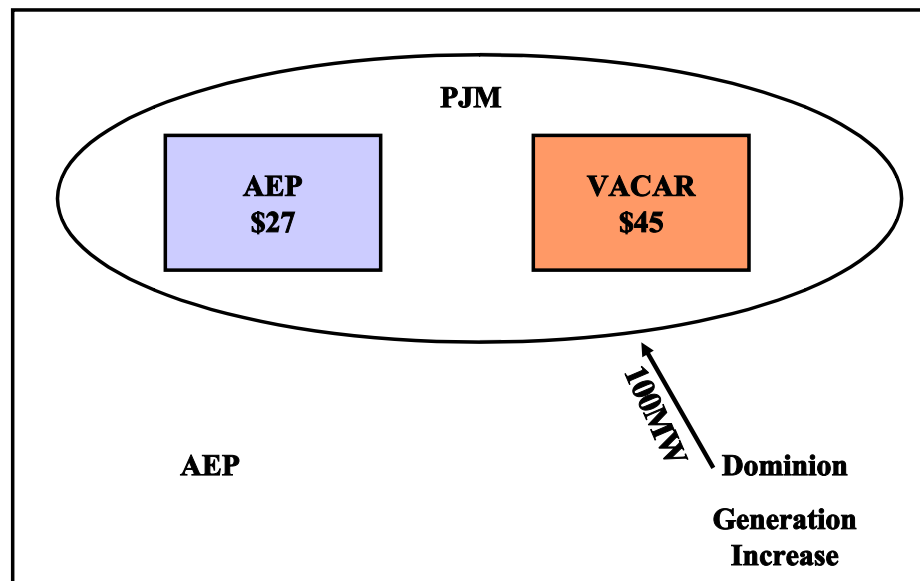 PJM
AEP
$27
VACAR
$45
100MW
AEP
Dominion
Generation
Increase